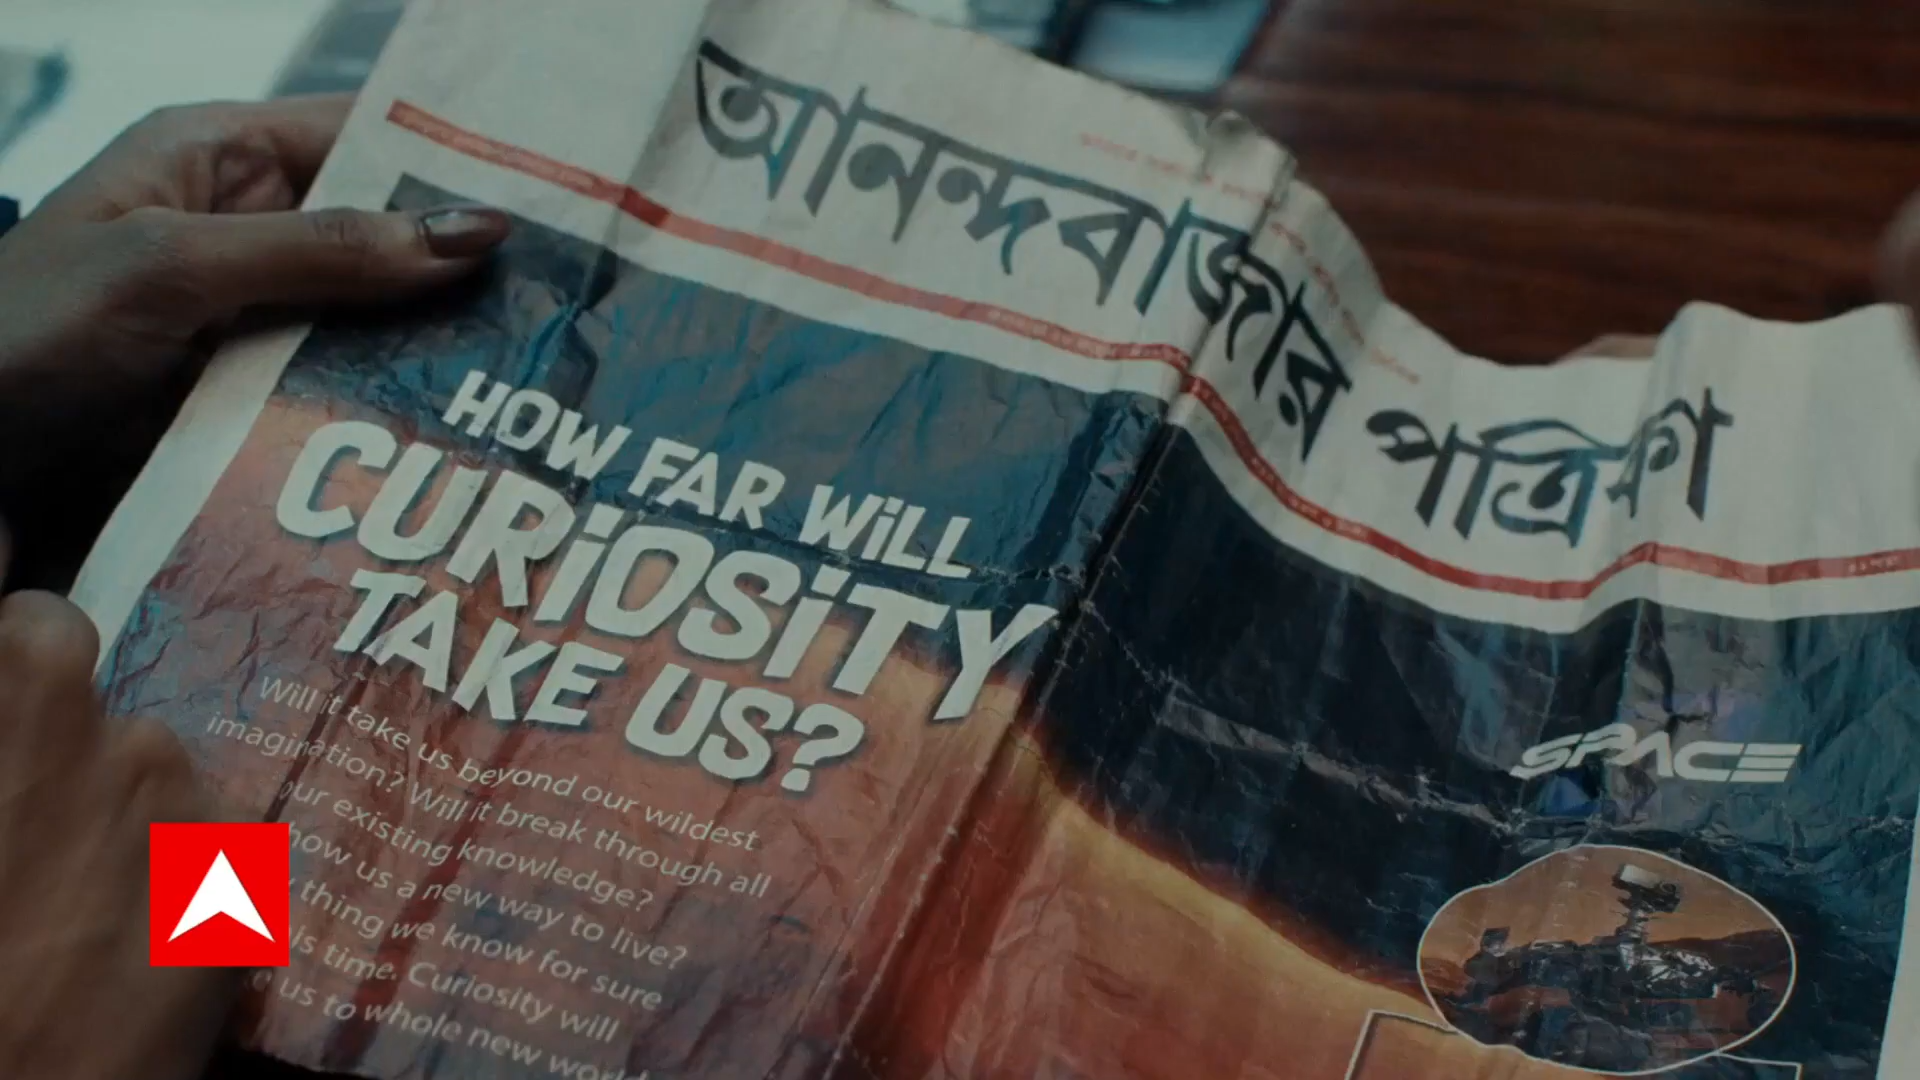 আনন্দবাজার পত্রিকা
HOW FAR WiLL
CURiOSiTY
TAKE US?
Will it take us beyond our wildest
imagination? Will it break through all
our existing knowledge?
how us a new way to live?
thing we know for sure
is time. Curiosity will
us to whole new world
SPACE